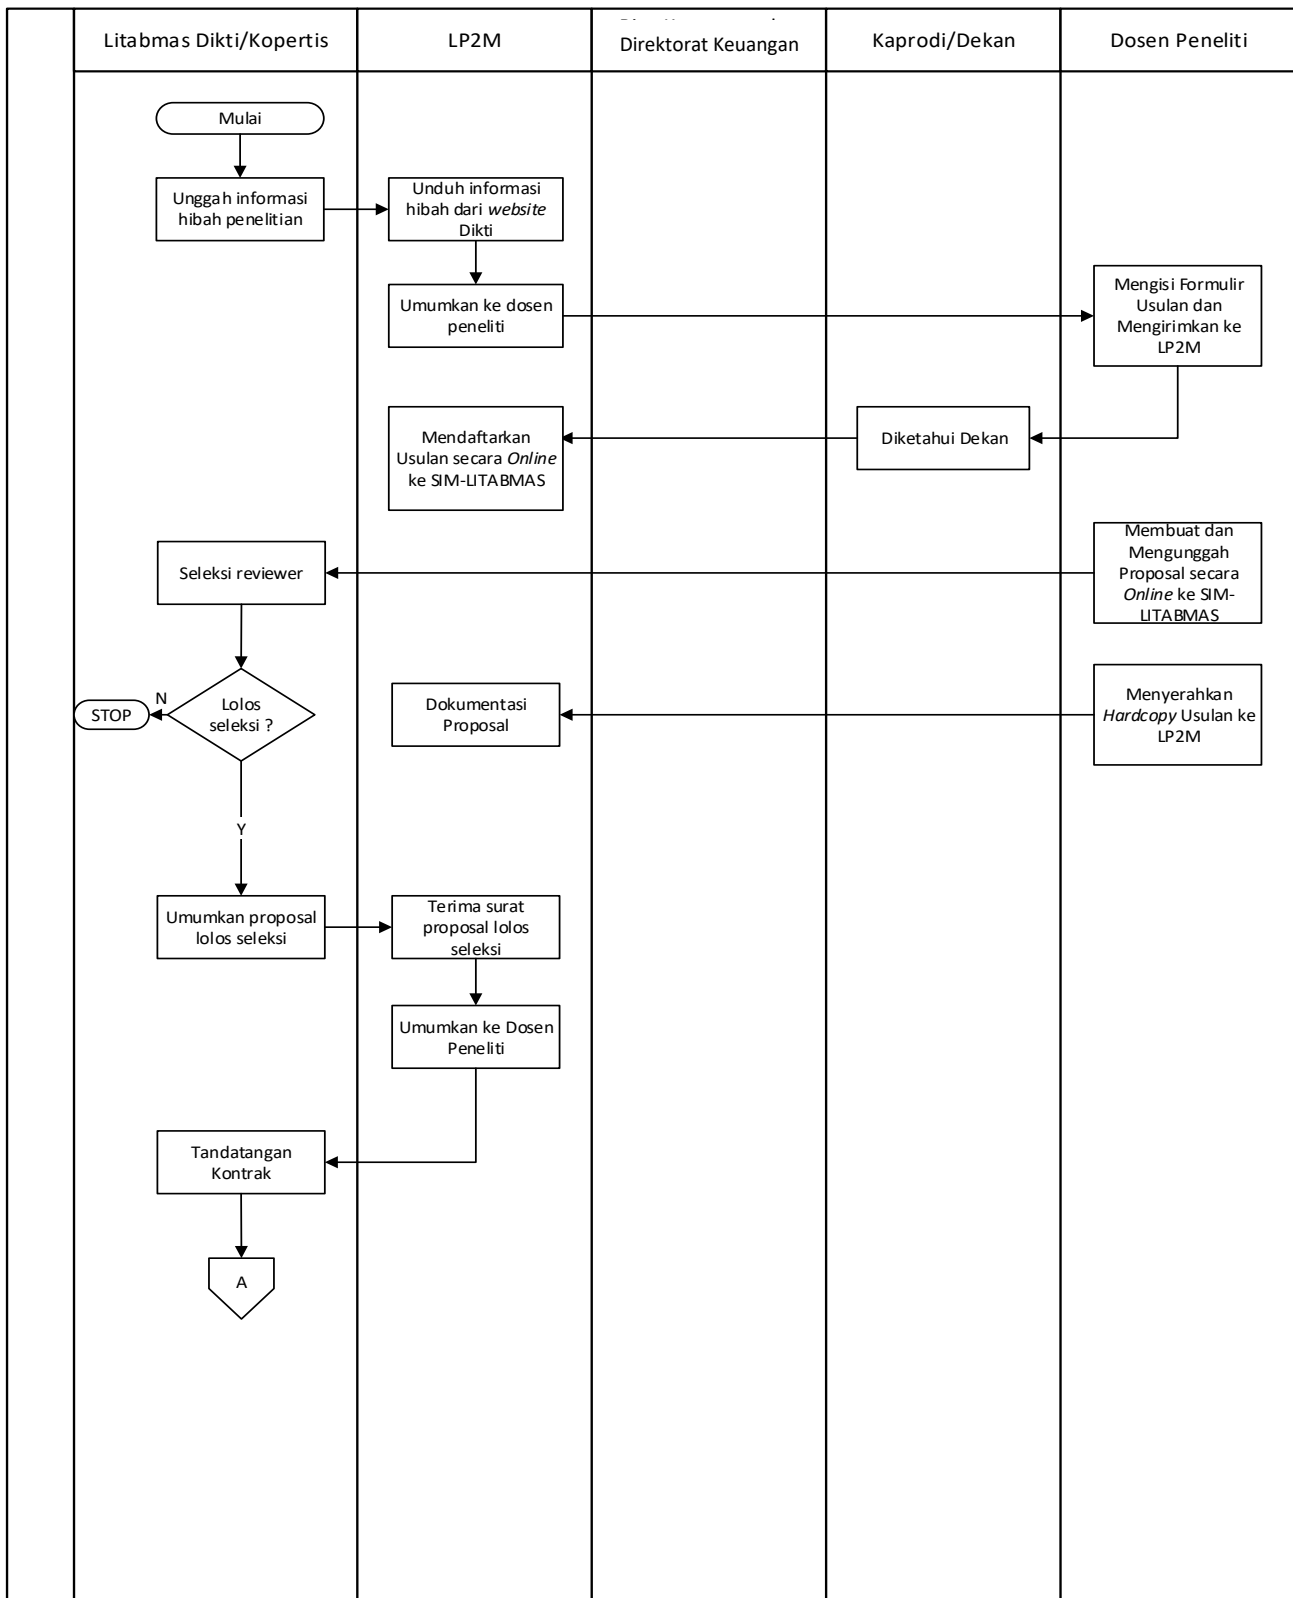 Litabmas Dikti/Kopertis
LP2M
Direktorat Keuangan
Kaprodi/Dekan
Dosen Peneliti
Mulai
Unggah informasi
hibah penelitian
Unduh informasi
hibah dari website
Dikti
Umumkan ke dosen
peneliti
Mengisi Formulir
Usulan dan
Mengirimkan ke
LP2M
Mendaftarkan
Usulan secara Online
ke SIM-LITABMAS
Diketahui Dekan
Membuat dan
Mengunggah
Proposal secara
Online ke SIM-
LITABMAS
Seleksi reviewer
Lolos
seleksi ?
N
STOP
Dokumentasi
Proposal
Menyerahkan
Hardcopy Usulan ke
LP2M
Y
Umumkan proposal
lolos seleksi
Terima surat
proposal lolos
seleksi
Umumkan ke Dosen
Peneliti
Tandatangan
Kontrak
A